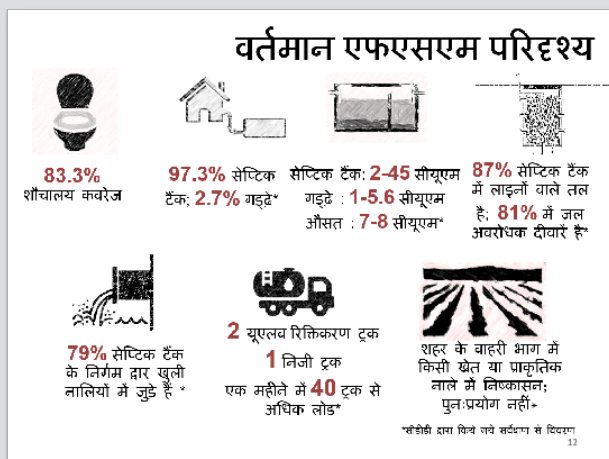 वर्तमान एफएसएम परिदृश्य
83.3%
शौचालय कवरेज
97.3% सेप्टिक
टैंक; 2.7% गड्ढे*
सेप्टिक टैंक: 2-45 सीयूएम
गड्ढे : 1-5.6 सीयूएम
औसत : 7-8 सीयूएम*
87% सेप्टिक टैंक
में लाइनों वाले तल
है; 81% में जल
अवरोधक दीवारें है*
79% सेप्टिक टैंक
के निर्गम द्वार खुली
नालियों में जुडे हैं *
2 यूएलव रिक्तिकरण ट्रक
1 निजी ट्रक
एक महीने में 40 ट्रक से
अधिक लोड*
शहर के वाहरी भाग में
किसी खेत या प्राकृतिक
नाले में निष्कासन;
पुनःप्रयोग नहीं*
*सीडीडी द्वारा किये गये सर्वेक्षण से विवरण
12